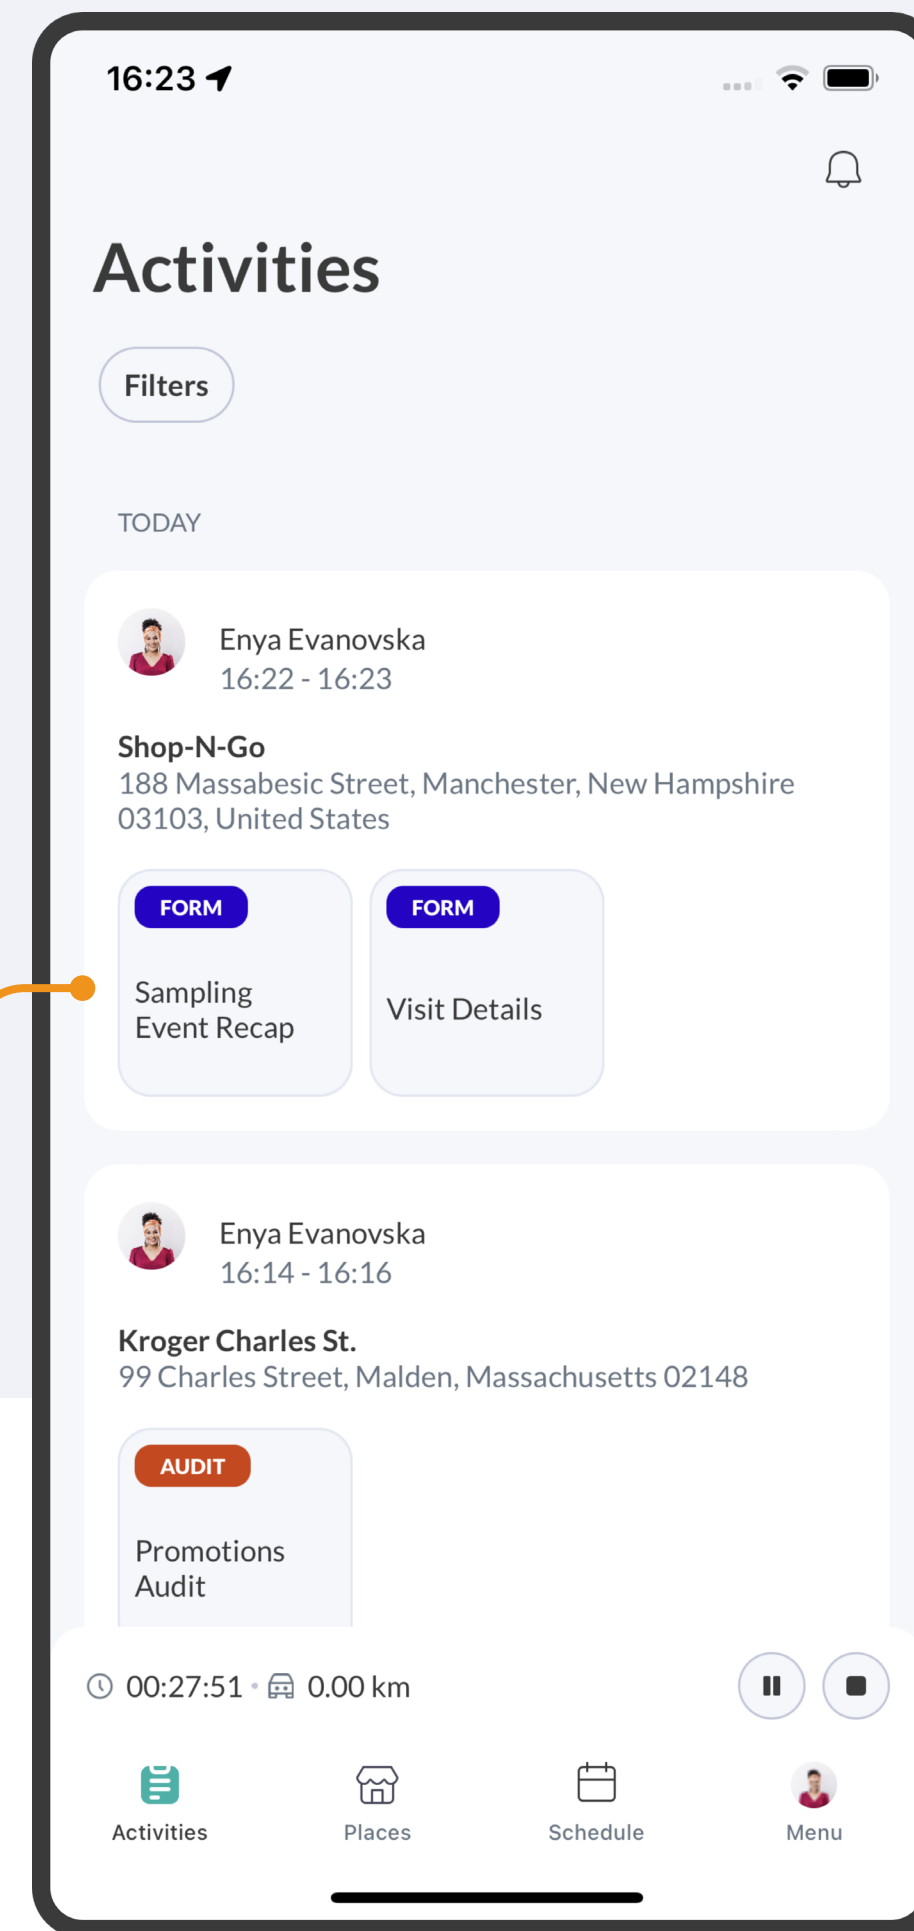 16:23
Activities
Filters
TODAY
Enya Evanovska
16:22 - 16:23
Shop-N-Go
188 Massabesic Street, Manchester, New Hampshire
03103, United States
FORM
Sampling
Event Recap
FORM
Visit Details
Enya Evanovska
16:14 - 16:16
Kroger Charles St.
99 Charles Street, Malden, Massachusetts 02148
AUDIT
Promotions
Audit
00:27:51 • 0.00 km
Activities
Places
Schedule
Menu